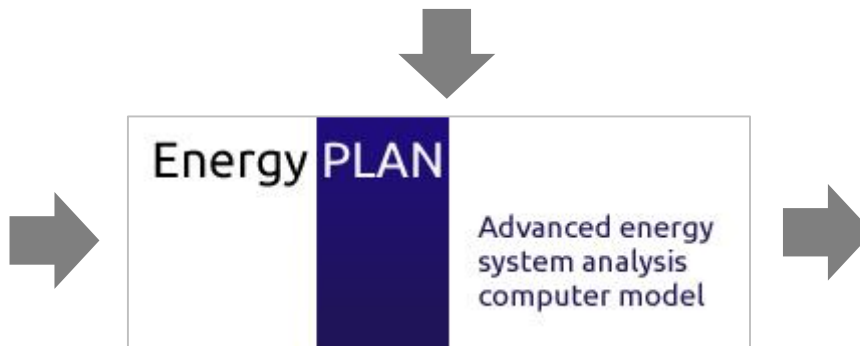 Energy PLAN
Advanced energy
system analysis
computer model